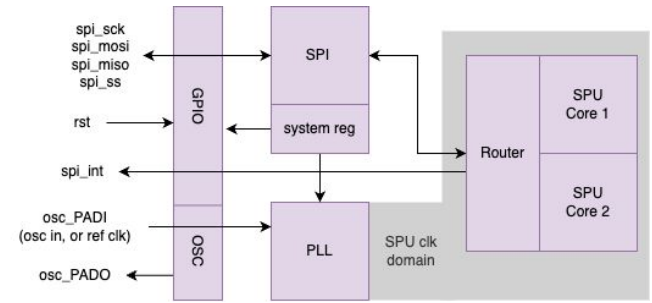 spi_sck
spi_mosi
spi_miso
spi_ss
rst
spi_int
osc_PADI
(osc in, or ref clk)
osc_PADO
GPIO
OSC
SPI
system reg
PLL
SPU clk
domain
Router
SPU
Core 1
SPU
Core 2